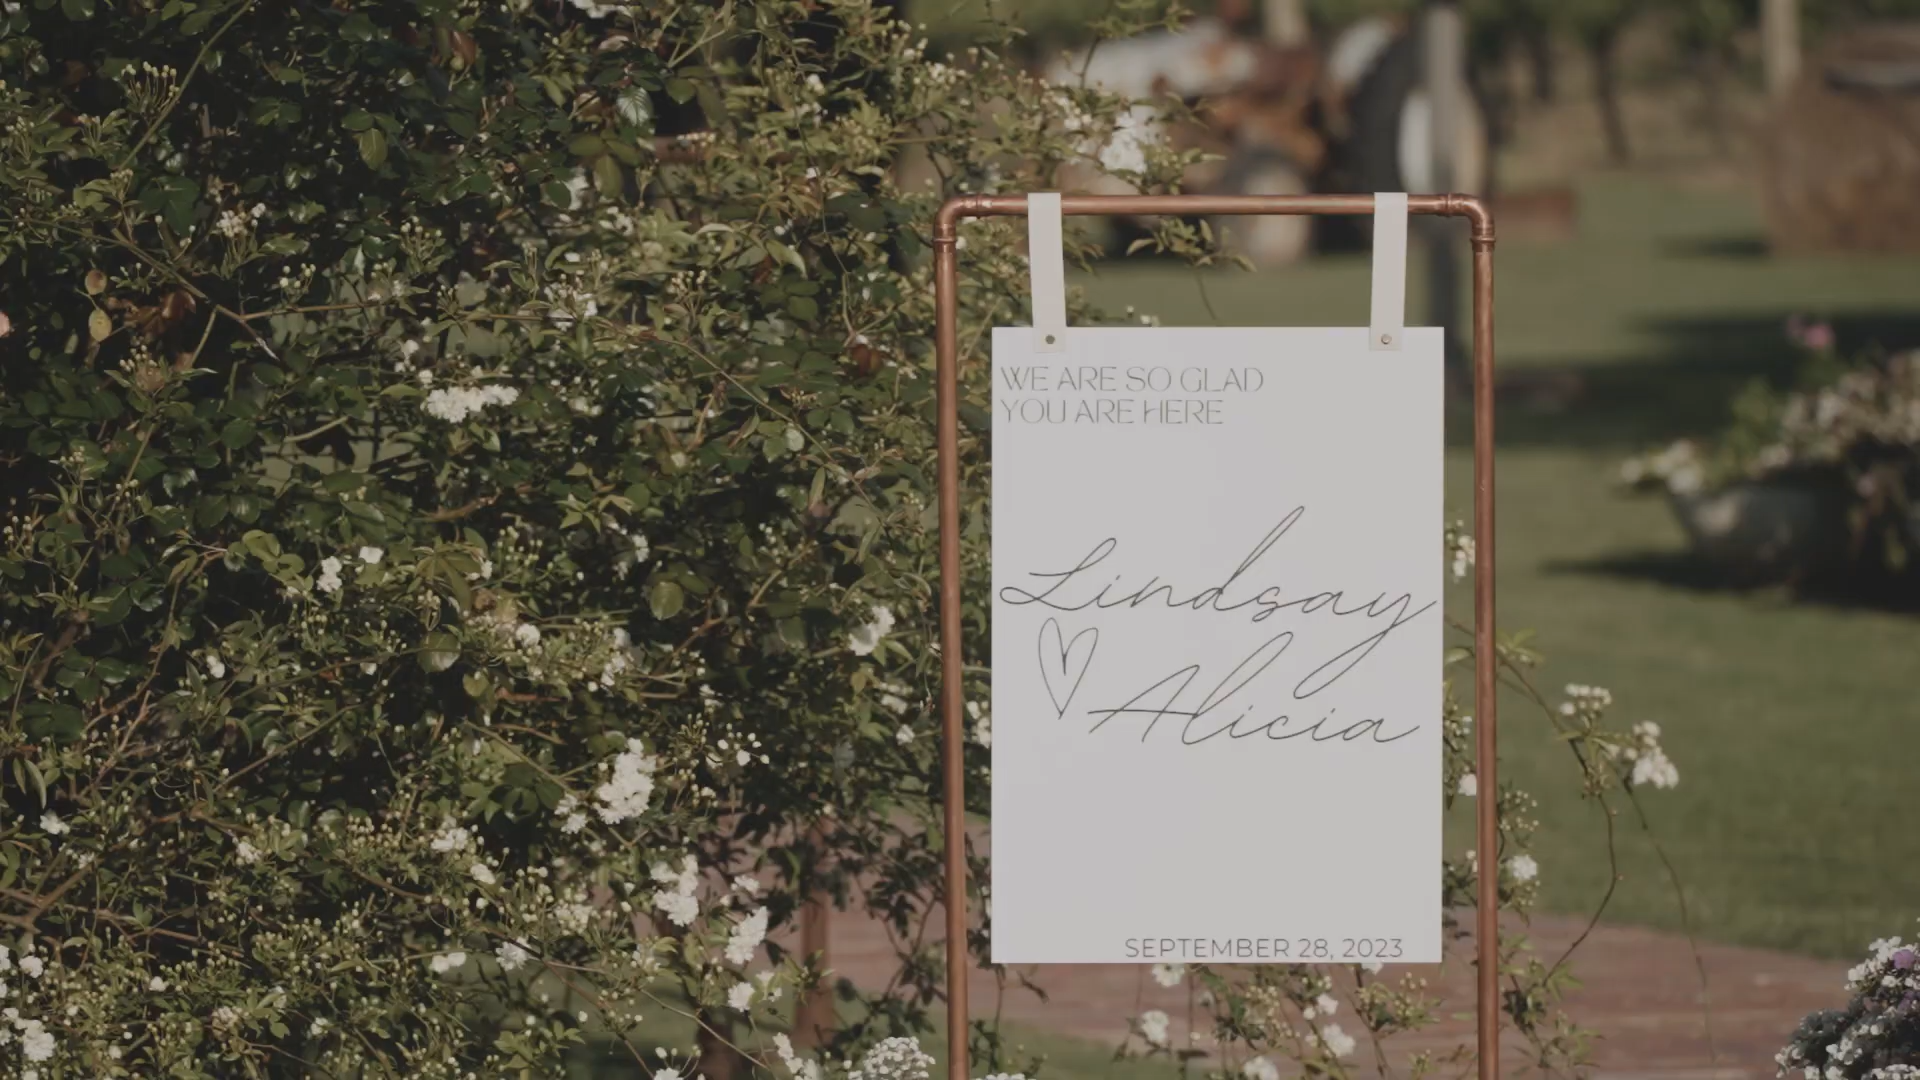 WE ARE SO GLAD
YOU ARE HERE
Lindsay
Alicia
SEPTEMBER 28, 2023